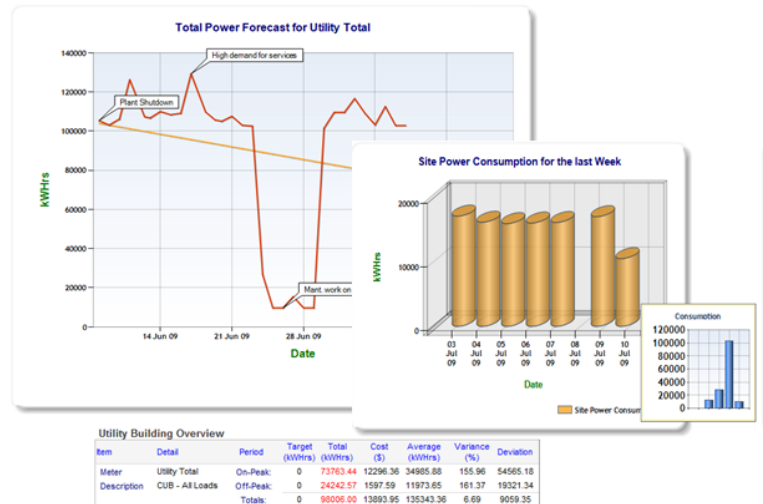 Total Power Forecast for Utility Total
140000
High demand for services
120000
Plant Shutdown
100000
80000
kWHrs
60000
40000
20000
Mant. work on
0
14 Jun 09 21 Jun 09 28 Jun 09
Date
Site Power Consumption for the last Week
20000
kWHrs
10000
0
03 Jul 09
04 Jul 09
05 Jul 09
06 Jul 09
07 Jul 09
08 Jul 09
09 Jul 09
10 Jul 09
Date
Site Power Consum
Consumption
120000
100000
80000
60000
40000
20000
0
Utility Building Overview
Item Detail Period Target (kWHrs) Total (kWHrs) Cost ($) Average (kWHrs) Variance (%) Deviation
Meter Utility Total On-Peak: 0 73763.44 12296.36 34985.88 155.96 54565.18
Description CUB - All Loads Off-Peak: 0 24242.57 1597.59 11973.65 161.37 19321.34
Totals: 0 98006.00 13893.95 135343.36 6.69 9059.35